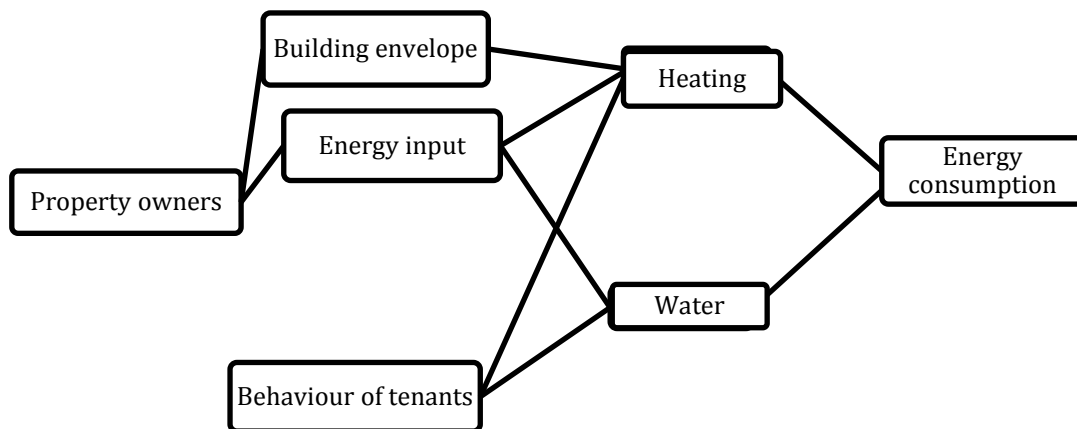 Building envelope
Heating
Energy input
Energy
consumption
Property owners
Water
Behaviour of tenants